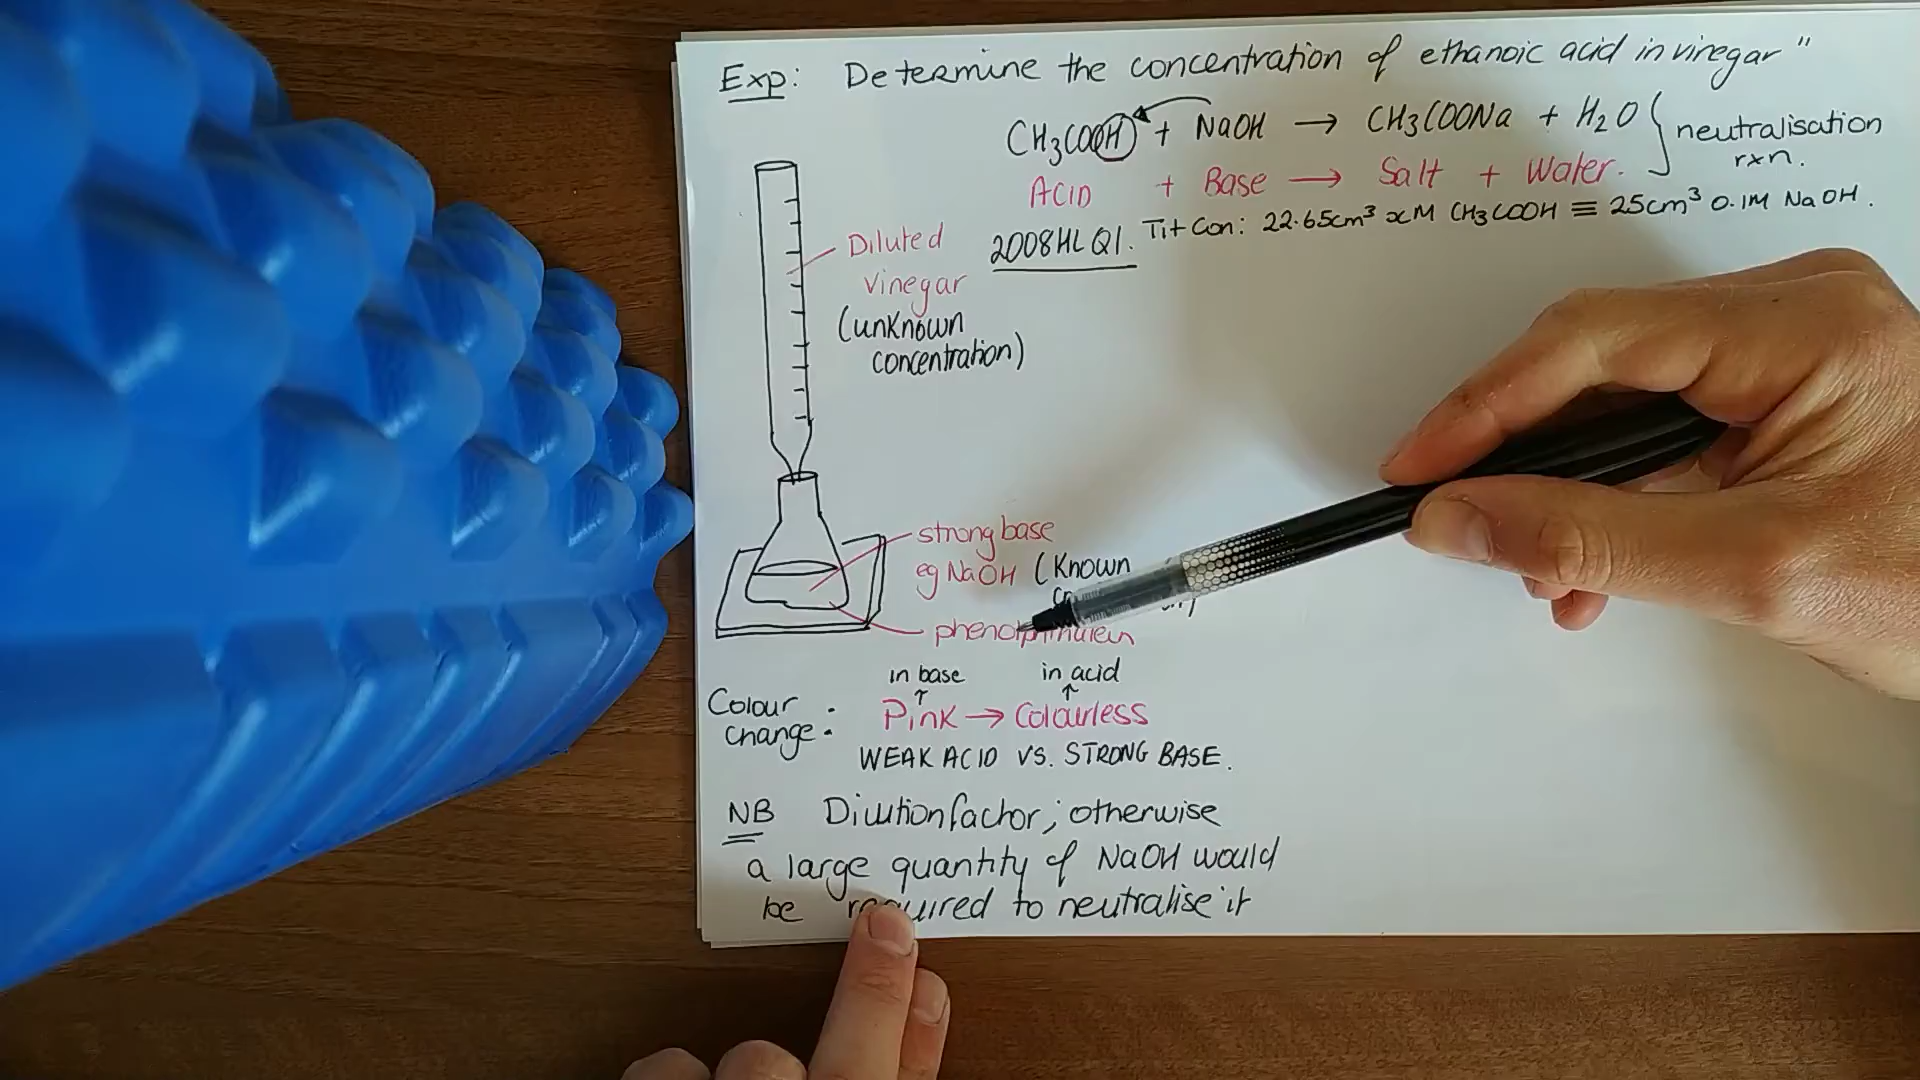 Exp: Determine the concentration of ethanoic acid in vinegar"
CH3COOH + NaOH → CH3COONa + H2O } neutralisation
rxn.
ACID + Base → Salt + Water.
2008HL Q1. Tit Con: 22.65cm³ xM CH3COOH ≡ 25cm³ 0.1M NaOH.
Diluted
vinegar
(unknown
concentration)
strong base
eg NaOH (Known
in base in acid
↑ ↑
Colour
change: Pink → Colourless
WEAK ACID VS. STRONG BASE.
NB Dilution factor; otherwise
a large quantity of NaOH would
be required to neutralise it